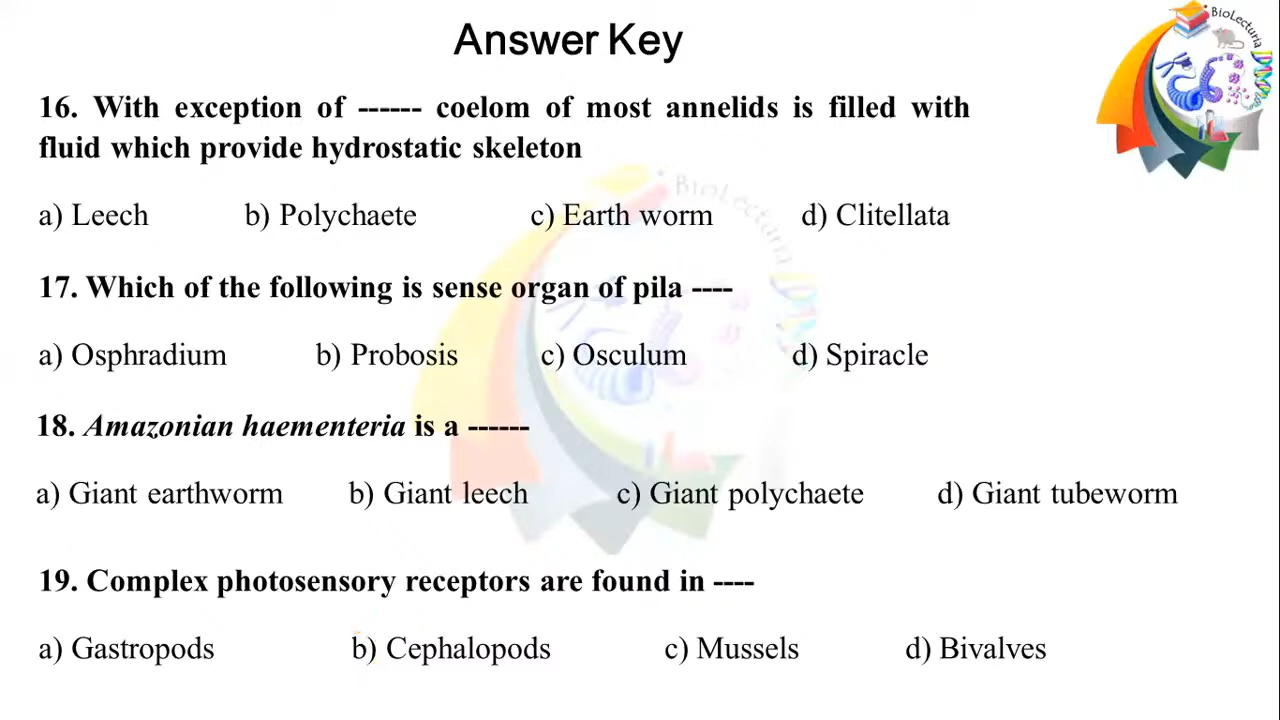 Answer Key
BioLecturia
16. With exception of ------ coelom of most annelids is filled with
fluid which provide hydrostatic skeleton
a) Leech b) Polychaete c) Earth worm d) Clitellata
BioLecturia
17. Which of the following is sense organ of pila ----
a) Osphradium b) Probosis c) Osculum d) Spiracle
18. Amazonian haementeria is a ------
a) Giant earthworm b) Giant leech c) Giant polychaete d) Giant tubeworm
19. Complex photosensory receptors are found in ----
a) Gastropods b) Cephalopods c) Mussels d) Bivalves